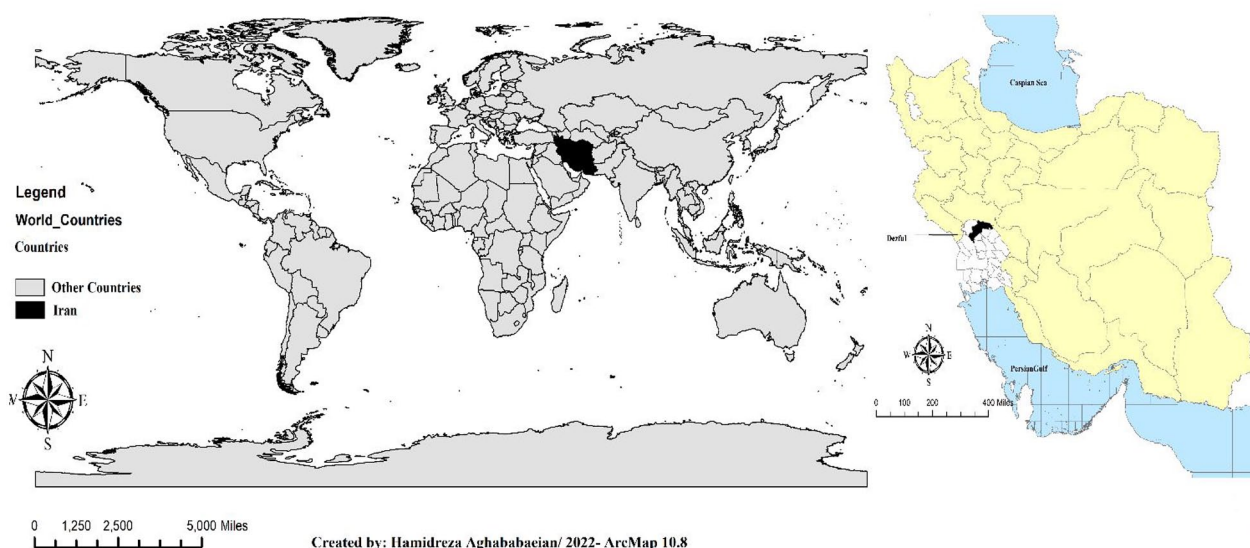 Legend
World_Countries
Countries
Other Countries
Iran
N
W E
S
0 1,250 2,500 5,000 Miles
Created by: Hamidreza Aghababaeian/ 2022- ArcMap 10.8
Caspian Sea
Dezful
N
W E
S
0 100 200 400 Miles
PersianGulf